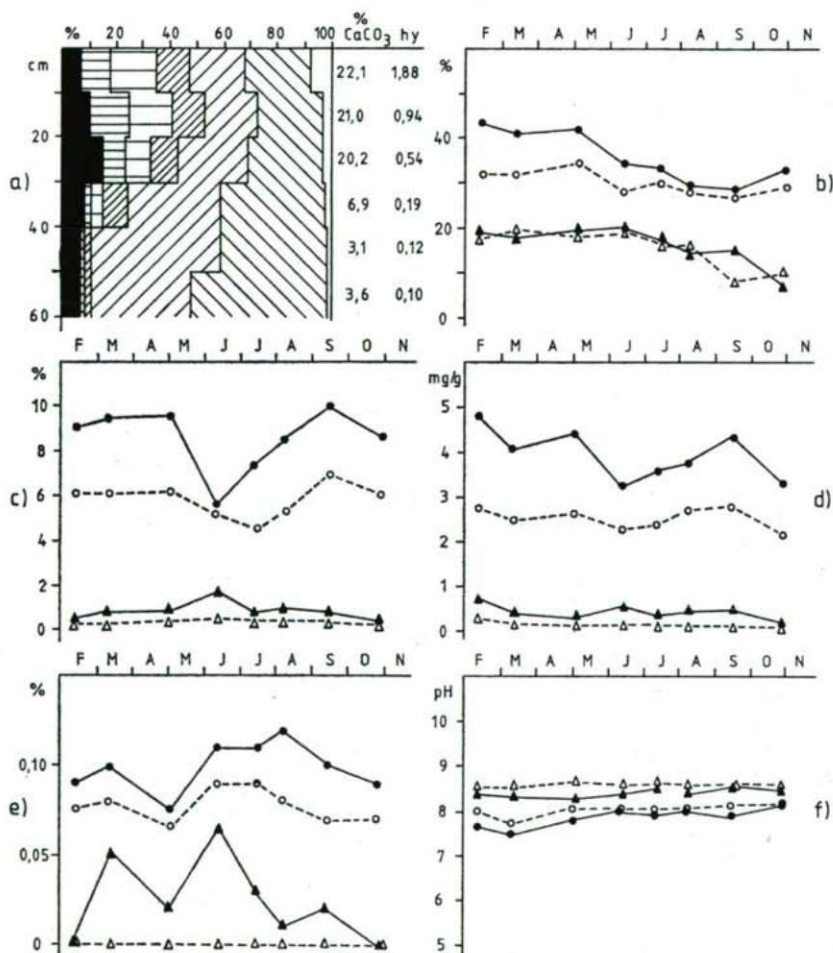 %
% 20 40 60 80 100 CaCO₃ hy
cm
22,1 1,88
21,0 0,94
20
20,2 0,54
a)
6,9 0,19
40
3,1 0,12
3,6 0,10
60
F M A M J J A S O N
%
40
b)
20
0
F M A M J J A S O N
%
10
8
c)
6
4
2
0
F M A M J J A S O N
mg/g
5
4
d)
3
2
1
0
F M A M J J A S O N
%
0,10
e)
0,05
0
F M A M J J A S O N
pH
10
9
8
f)
7
6
5